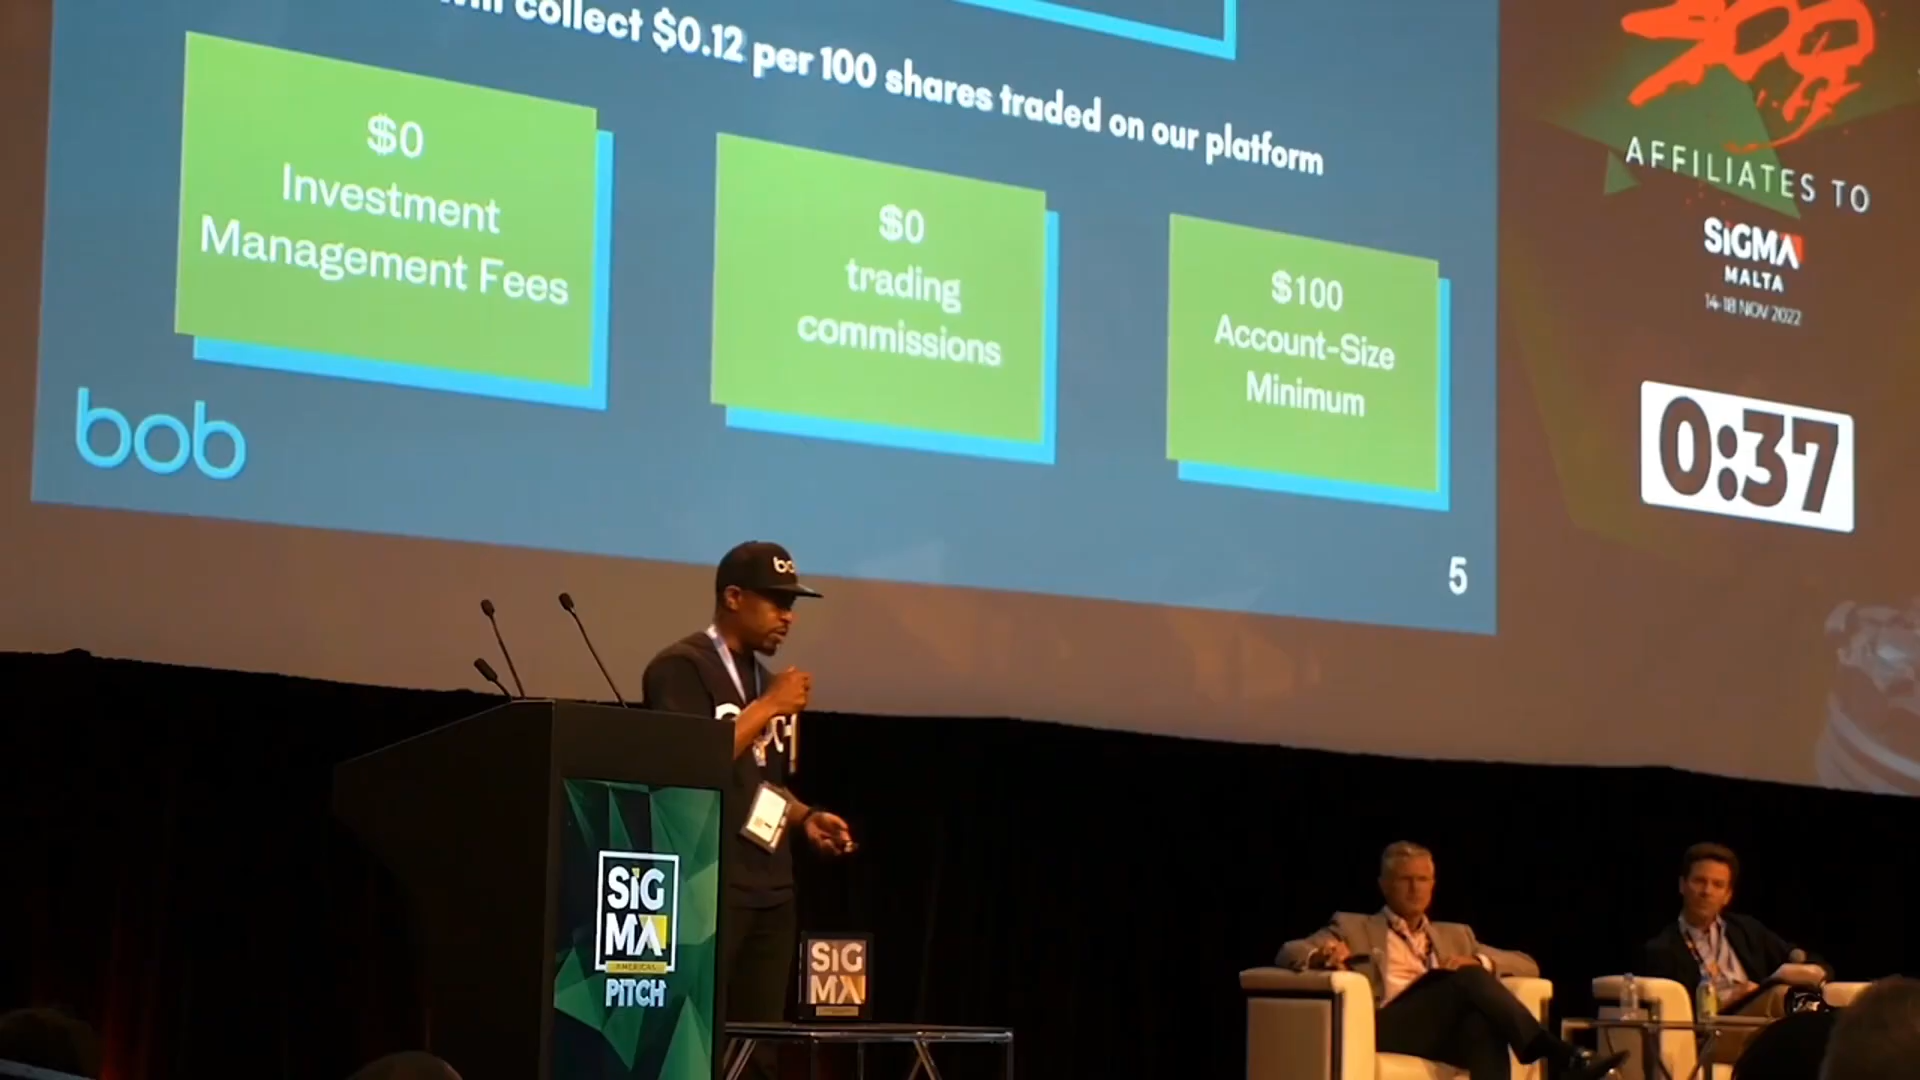 will collect $0.12 per 100 shares traded on our platform
$0
Investment
Management Fees
$0
trading
commissions
$100
Account-Size
Minimum
bob
5
AFFILIATES TO
SiGMA
MALTA
14-18 NOV 2022
0:37
SiG
MA
AMERICAS
PiTCH
SiG
MA